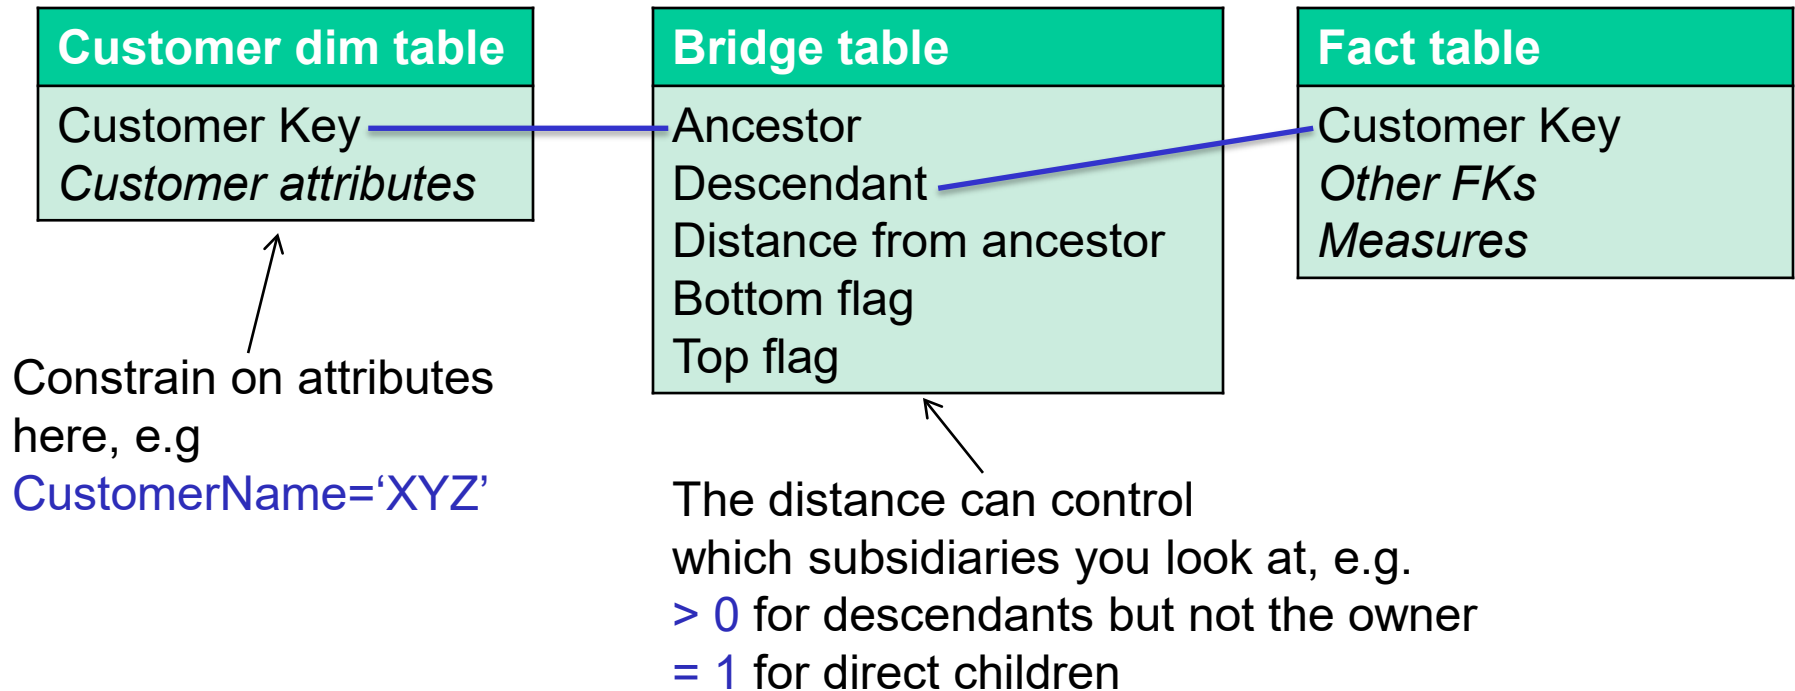 Customer dim table
Customer Key
Customer attributes
Bridge table
Ancestor
Descendant
Distance from ancestor
Bottom flag
Top flag
Fact table
Customer Key
Other FKs
Measures
Constrain on attributes
here, e.g
CustomerName=‘XYZ’
The distance can control
which subsidiaries you look at, e.g.
> 0 for descendants but not the owner
= 1 for direct children